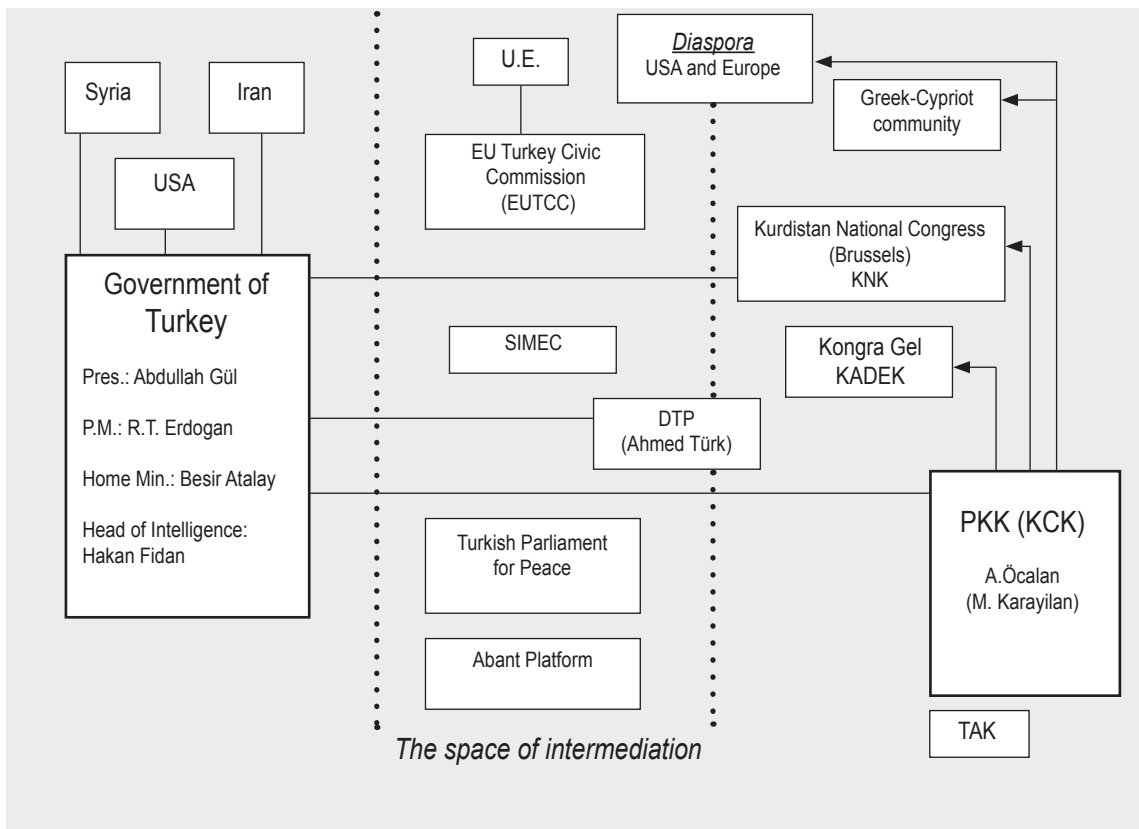 Syria
Iran
USA
Government of
Turkey
Pres.: Abdullah Gül
P.M.: R.T. Erdogan
Home Min.: Besir Atalay
Head of Intelligence:
Hakan Fidan
U.E.
EU Turkey Civic
Commission
(EUTCC)
SIMEC
DTP
(Ahmed Türk)
Turkish Parliament
for Peace
Abant Platform
The space of intermediation
Diaspora
USA and Europe
Greek-Cypriot
community
Kurdistan National Congress
(Brussels)
KNK
Kongra Gel
KADEK
PKK (KCK)
A.Öcalan
(M. Karayilan)
TAK